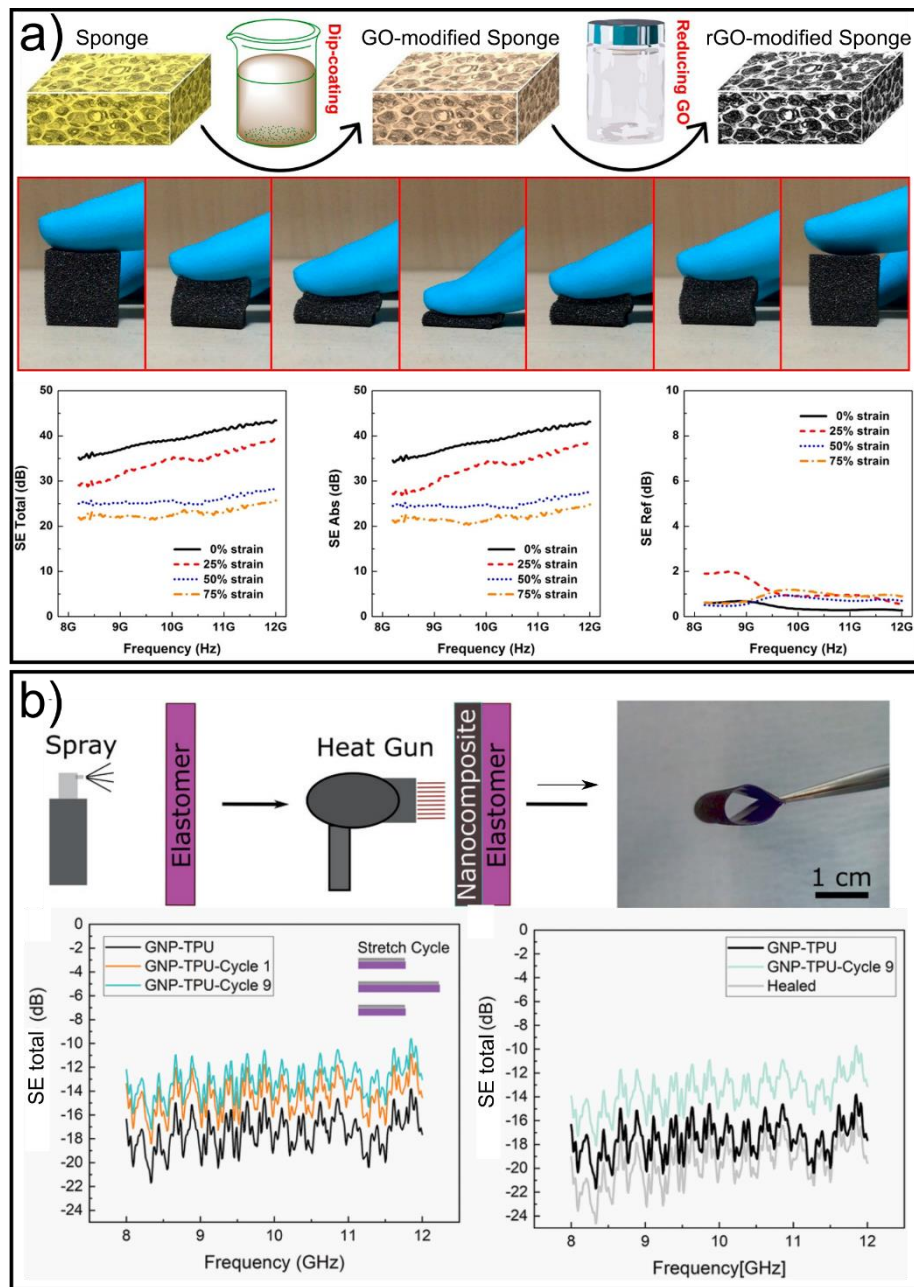 a)
Sponge
Dip-coating
GO-modified Sponge
Reducing GO
rGO-modified Sponge
50
40
30
20
10
0
SE Total (dB)
0% strain
25% strain
50% strain
75% strain
8G 9G 10G 11G 12G
Frequency (Hz)
50
40
30
20
10
0
SE Abs (dB)
0% strain
25% strain
50% strain
75% strain
8G 9G 10G 11G 12G
Frequency (Hz)
10
8
6
4
2
0
SE Ref (dB)
0% strain
25% strain
50% strain
75% strain
8G 9G 10G 11G 12G
Frequency (Hz)
b)
Spray
Elastomer
Heat Gun
Nanocomposite
Elastomer
1 cm
0
-2
-4
-6
-8
-10
-12
-14
-16
-18
-20
-22
-24
SE total (dB)
GNP-TPU
GNP-TPU-Cycle 1
GNP-TPU-Cycle 9
Stretch Cycle
8 9 10 11 12
Frequency (GHz)
0
-2
-4
-6
-8
-10
-12
-14
-16
-18
-20
-22
-24
SE total (dB)
GNP-TPU
GNP-TPU-Cycle 9
Healed
8 9 10 11 12
Frequency[GHz]